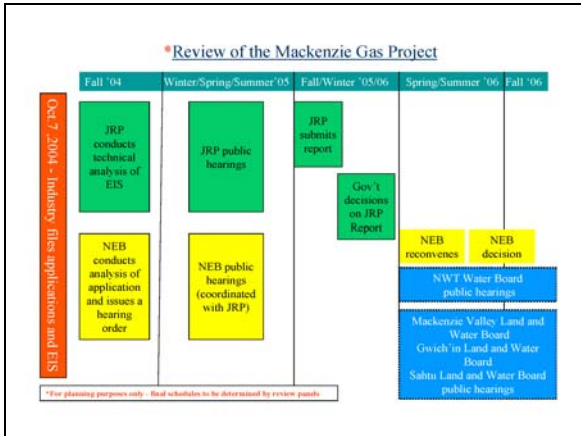 *Review of the Mackenzie Gas Project
Fall '04
Winter/Spring/Summer'05
Fall/Winter '05/06
Spring/Summer '06
Fall '06
Oct.7 ,2004 - Industry files applications and EIS
JRP
conducts
technical
analysis of
EIS
JRP public
hearings
JRP
submits
report
Gov't
decisions
on JRP
Report
NEB
conducts
analysis of
application
and issues a
hearing
order
NEB public
hearings
(coordinated
with JRP)
NEB
reconvenes
NEB
decision
NWT Water Board
public hearings
Mackenzie Valley Land and
Water Board
Gwich'in Land and Water
Board
Sahtu Land and Water Board
public hearings
*For planning purposes only - final schedules to be determined by review panels